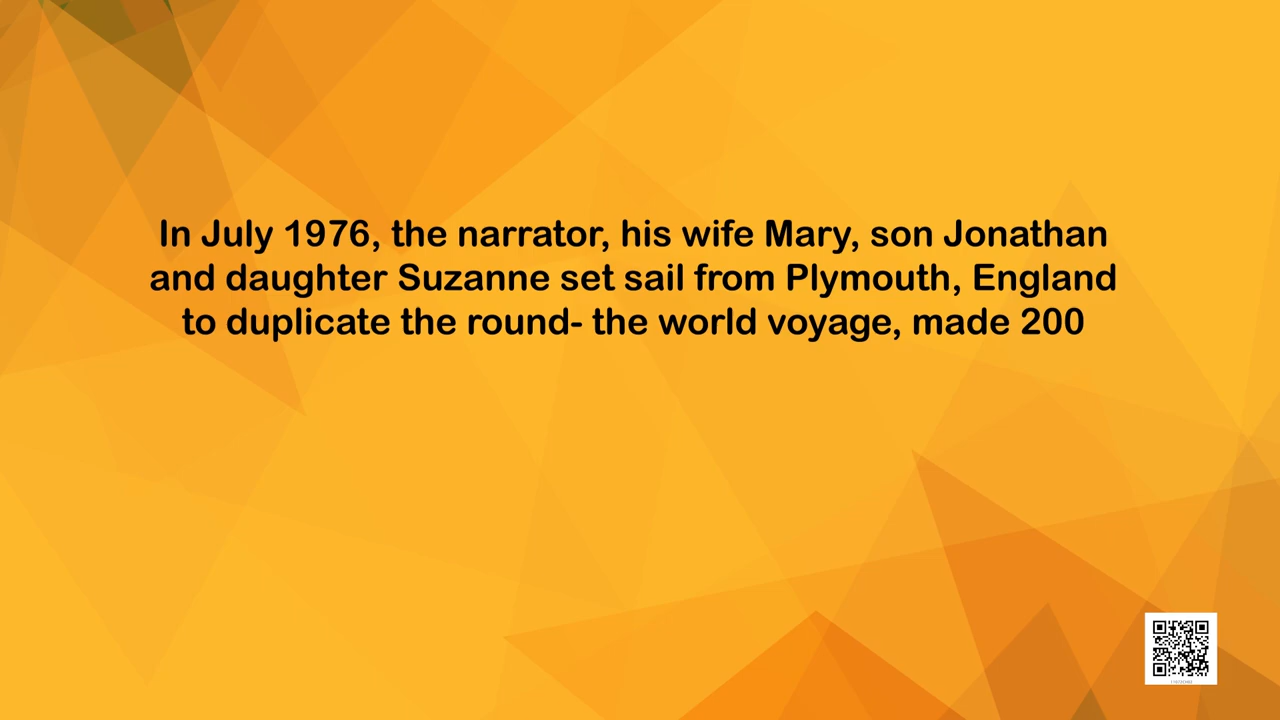 In July 1976, the narrator, his wife Mary, son Jonathan
and daughter Suzanne set sail from Plymouth, England
to duplicate the round- the world voyage, made 200